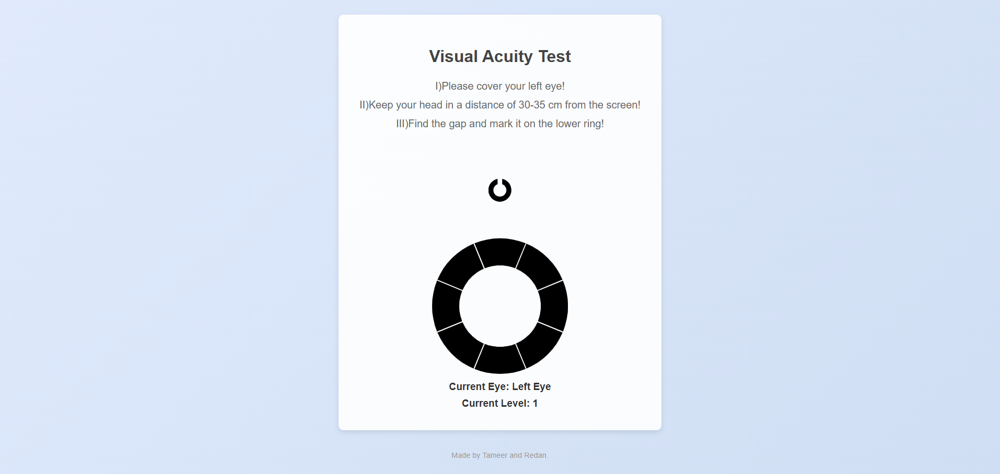 Visual Acuity Test
I)Please cover your left eye!
II)Keep your head in a distance of 30-35 cm from the screen!
III)Find the gap and mark it on the lower ring!
Current Eye: Left Eye
Current Level: 1
Made by Tameer and Redan.